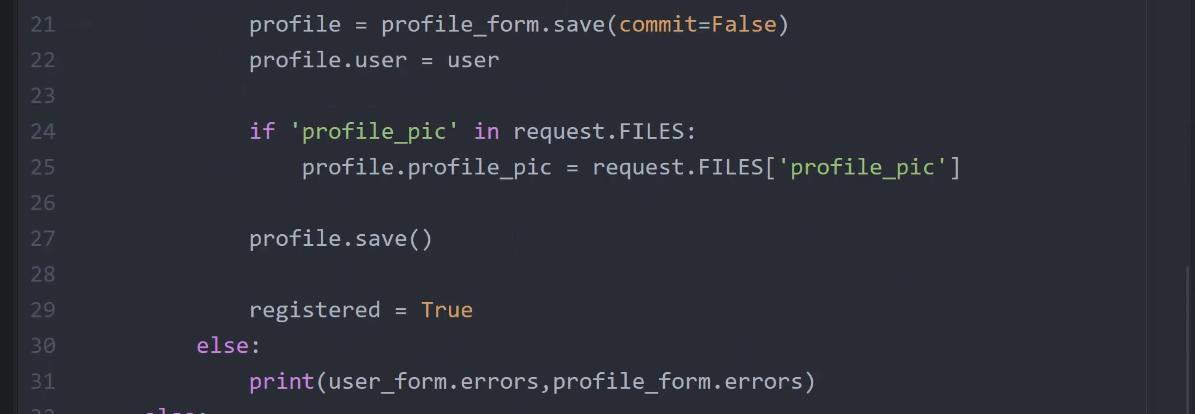 21 profile = profile_form.save(commit=False)
22 profile.user = user
23
24 if 'profile_pic' in request.FILES:
25 profile.profile_pic = request.FILES['profile_pic']
26
27 profile.save()
28
29 registered = True
30 else:
31 print(user_form.errors,profile_form.errors)